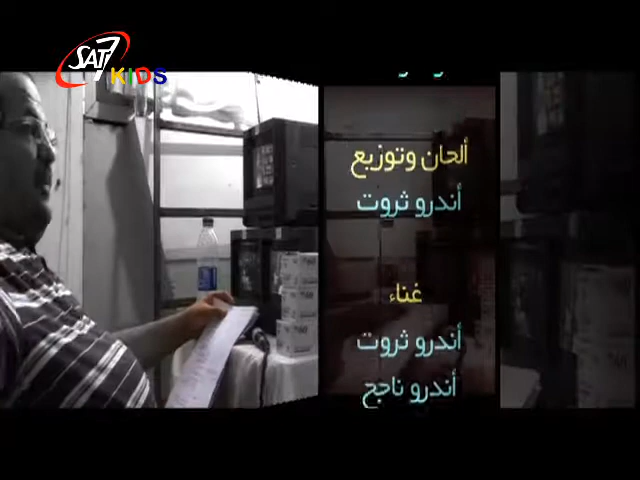 SAT7
KIDS
ألحان وتوزيع
أندرو ثروت
غناء
أندرو ثروت
أندرو ناجح